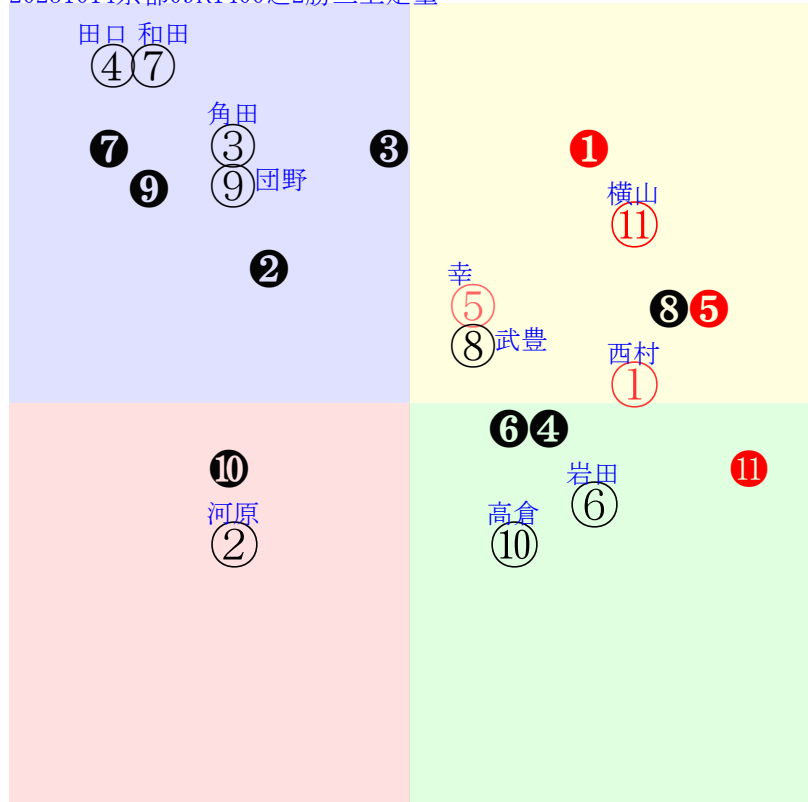 田口 和田
④⑦
角田
❼ ③ ❸ ❶
❾ ⑨団野 横山
⑪
❷ 幸
⑤ ❽❺
⑧武豊 西村
①
❻❹
❿ 岩田 ⓫
河原 高倉 ⑥
② ⑩